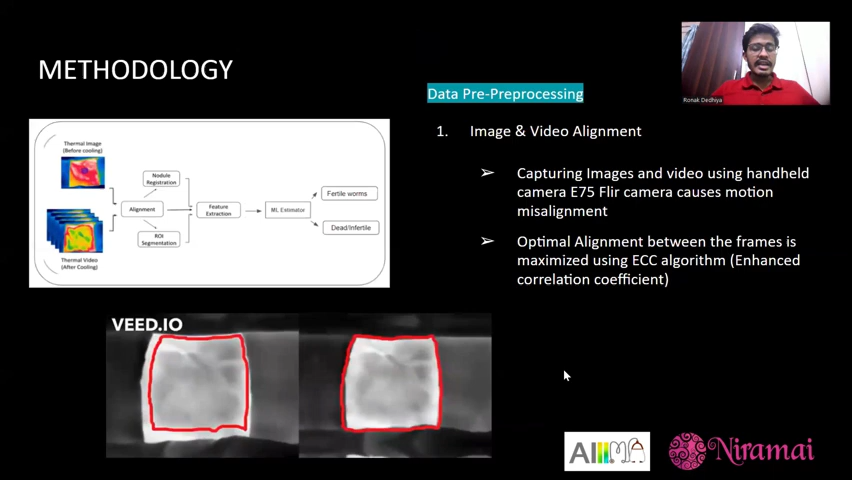 METHODOLOGY
Ronak Dedhiya
Data Pre-Preprocessing
1. Image & Video Alignment
➢ Capturing Images and video using handheld
camera E75 Flir camera causes motion
misalignment
➢ Optimal Alignment between the frames is
maximized using ECC algorithm (Enhanced
correlation coefficient)
Thermal Image
(Before cooling)
Nodule
Registration
Alignment
Feature
Extraction
ML Estimator
Fertile worms
Dead/Infertile
ROI
Segmentation
Thermal Video
(After Cooling)
VEED.IO
AIIMA
Niramai